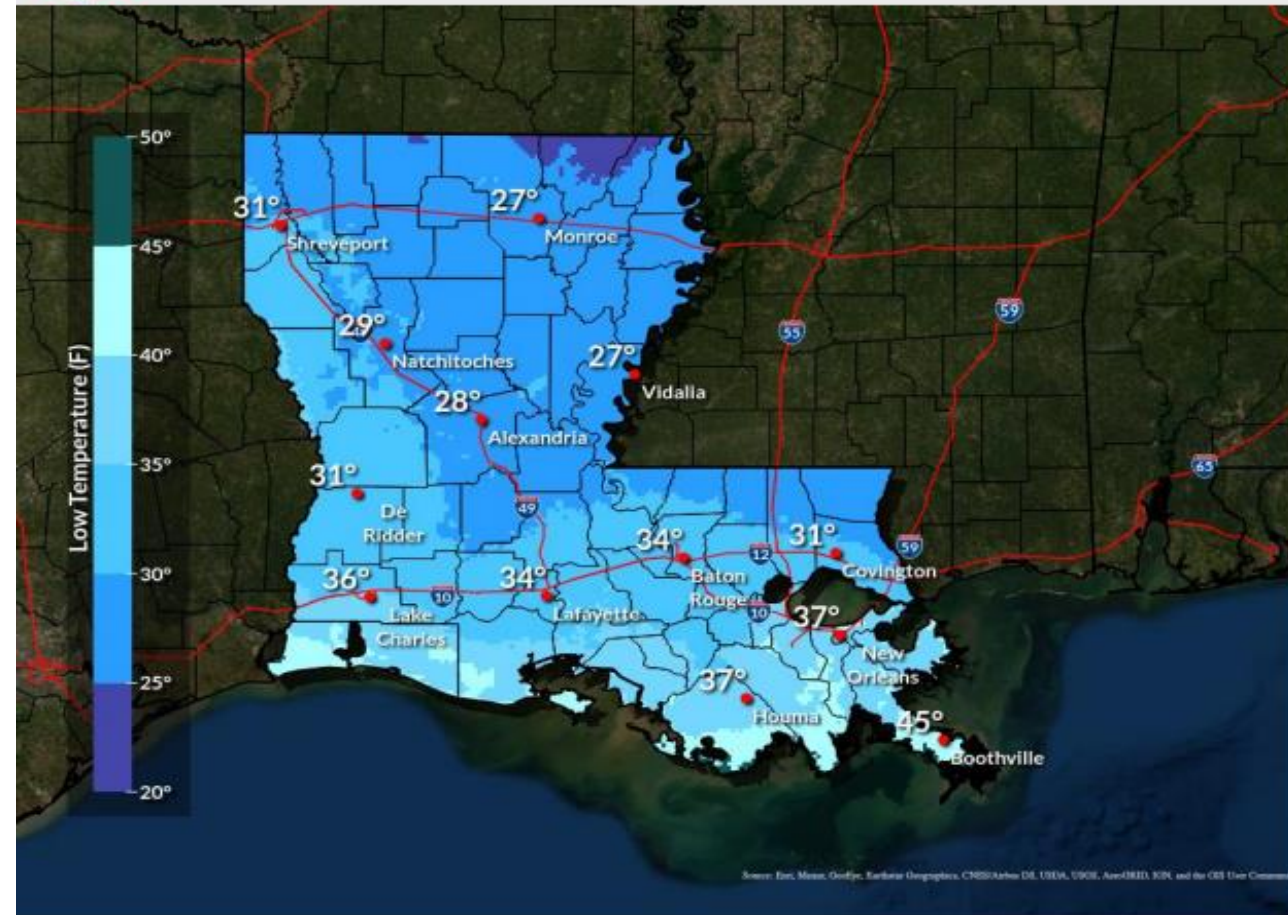 50°
45°
40°
35°
30°
25°
20°
Low Temperature (F)
31°
Shreveport
27°
Monroe
29°
Natchitoches
27°
Vidalia
28°
Alexandria
31°
De
Ridder
49
34°
Baton
Rouge
12
31°
Covington
36°
Lake
Charles
10
34°
Lafayette
10
37°
New
Orleans
37°
Houma
45°
Boothville
55
59
59
65